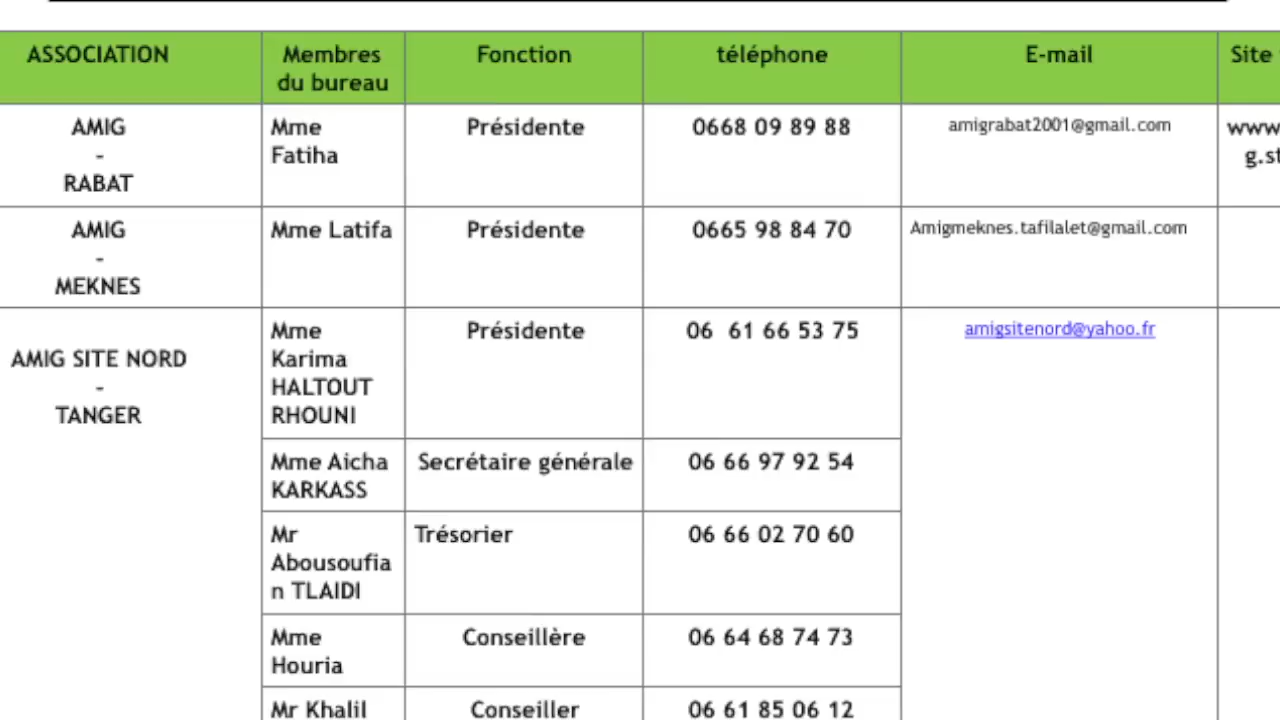 ASSOCIATION
Membres
du bureau
Fonction
téléphone
E-mail
Site
AMIG
-
RABAT
Mme
Fatiha
Présidente
0668 09 89 88
amigrabat2001@gmail.com
www
g.st
AMIG
-
MEKNES
Mme Latifa
Présidente
0665 98 84 70
Amigmeknes.tafilalet@gmail.com
AMIG SITE NORD
-
TANGER
Mme
Karima
HALTOUT
RHOUNI
Présidente
06  61 66 53 75
amigsitenord@yahoo.fr
Mme Aicha
KARKASS
Secrétaire générale
06 66 97 92 54
Mr
Abousoufia
n TLAIDI
Trésorier
06 66 02 70 60
Mme
Houria
Conseillère
06 64 68 74 73
Mr Khalil
Conseiller
06 61 85 06 12